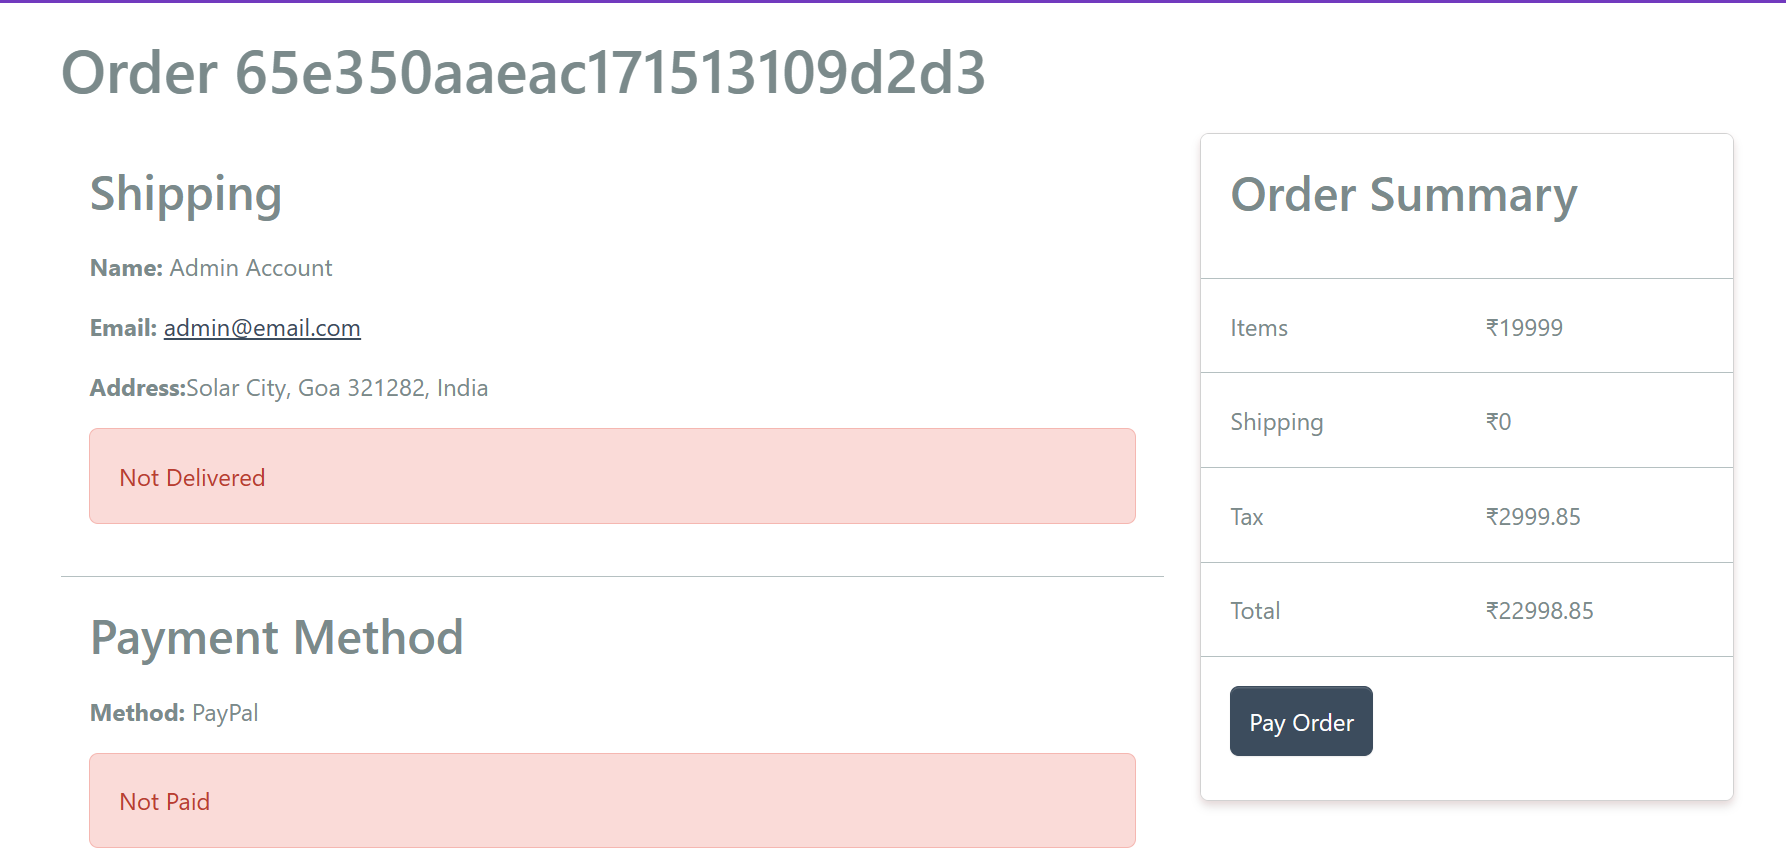 Order 65e350aaeac171513109d2d3
Shipping
Name: Admin Account
Email: admin@email.com
Address:Solar City, Goa 321282, India
Not Delivered
Payment Method
Method: PayPal
Not Paid
Order Summary
Items ₹19999
Shipping ₹0
Tax ₹2999.85
Total ₹22998.85
Pay Order